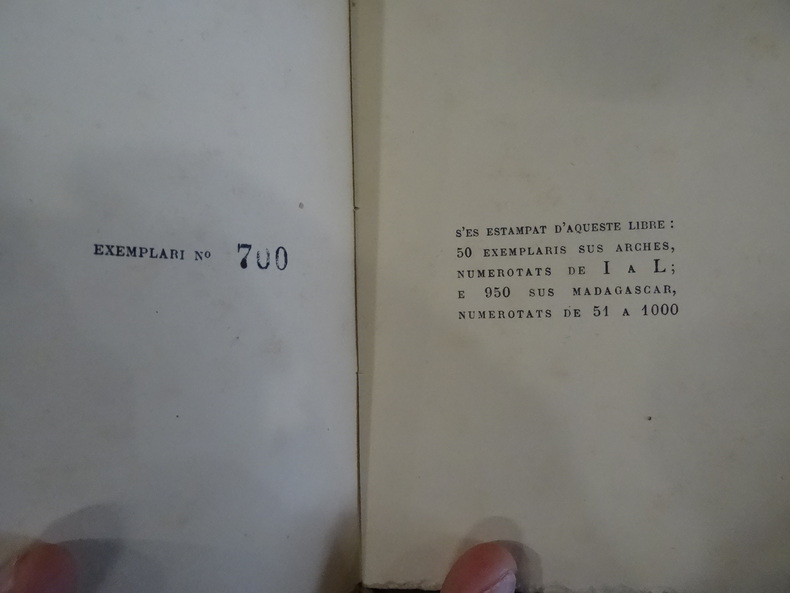 EXEMPLARI Nº 700
S'ES ESTAMPAT D'AQUESTE LIBRE :
50 EXEMPLARIS SUS ARCHES,
NUMEROTATS DE I A L;
E 950 SUS MADAGASCAR,
NUMEROTATS DE 51 A 1000